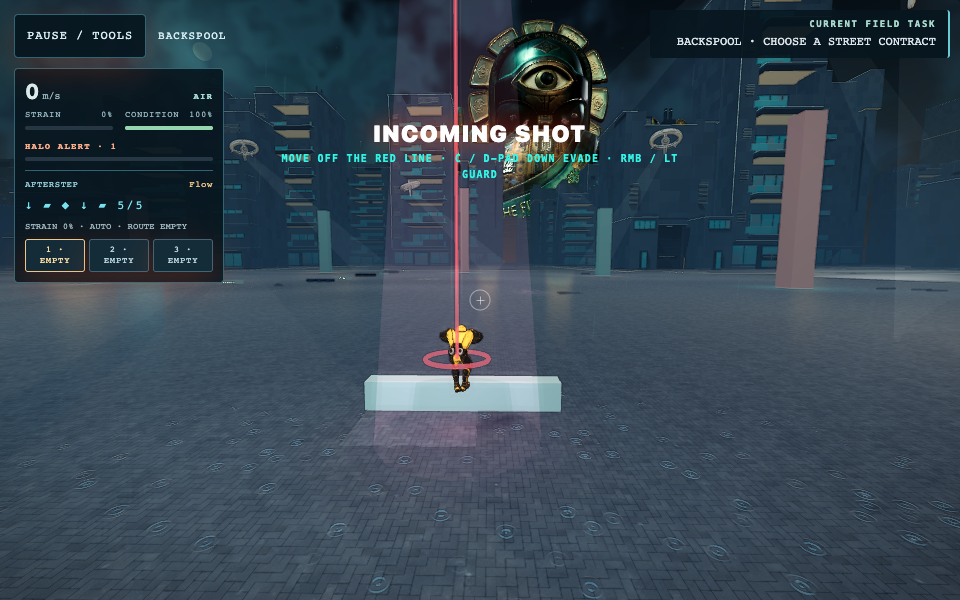 PAUSE / TOOLS
BACKSPOOL
CURRENT FIELD TASK
BACKSPOOL · CHOOSE A STREET CONTRACT
0 m/s
AIR
STRAIN 0%
CONDITION 100%
HALO ALERT · 1
AFTERSTEP
Flow
5/5
STRAIN 0% · AUTO · ROUTE EMPTY
1 · EMPTY
2 · EMPTY
3 · EMPTY
INCOMING SHOT
MOVE OFF THE RED LINE · C / D-PAD DOWN EVADE · RMB / LT
GUARD